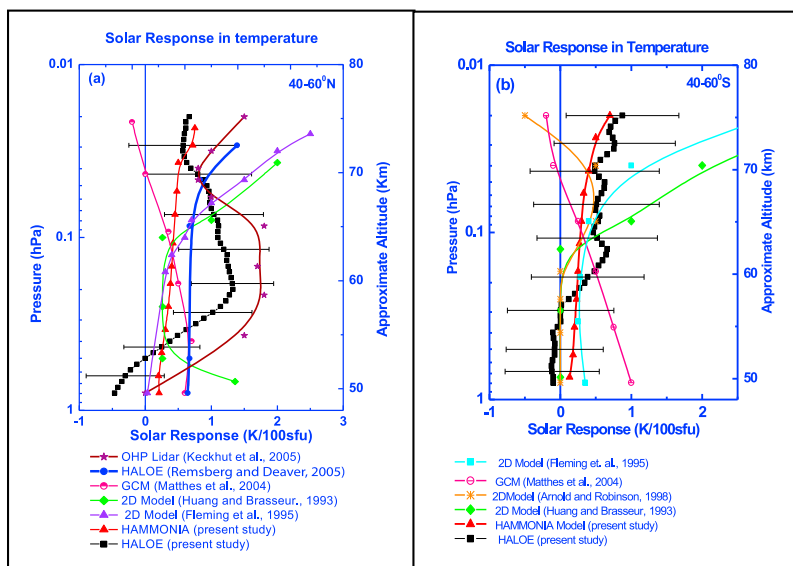 Solar Response in temperature
(a)
40-60⁰N
0.01
0.1
1
Pressure (hPa)
80
70
60
50
Approximate Altitude (Km)
-1 0 1 2 3
Solar Response (K/100sfu)
OHP Lidar (Keckhut et al., 2005)
HALOE (Remsberg and Deaver, 2005)
GCM (Matthes et al., 2004)
2D Model (Huang and Brasseur., 1993)
2D Model (Fleming et al., 1995)
HAMMONIA (present study)
HALOE (present study)
Solar Response in Temperature
(b)
40-60⁰S
0.01
0.1
1
Pressure (hPa)
80
70
60
50
Approximate Altitude (Km)
-1 0 1 2
Solar Response (K/100sfu)
2D Model (Fleming et. al., 1995)
GCM (Matthes et al., 2004)
2DModel (Arnold and Robinson, 1998)
2D Model (Huang and Brasseur, 1993)
HAMMONIA Model (present study)
HALOE (present study)